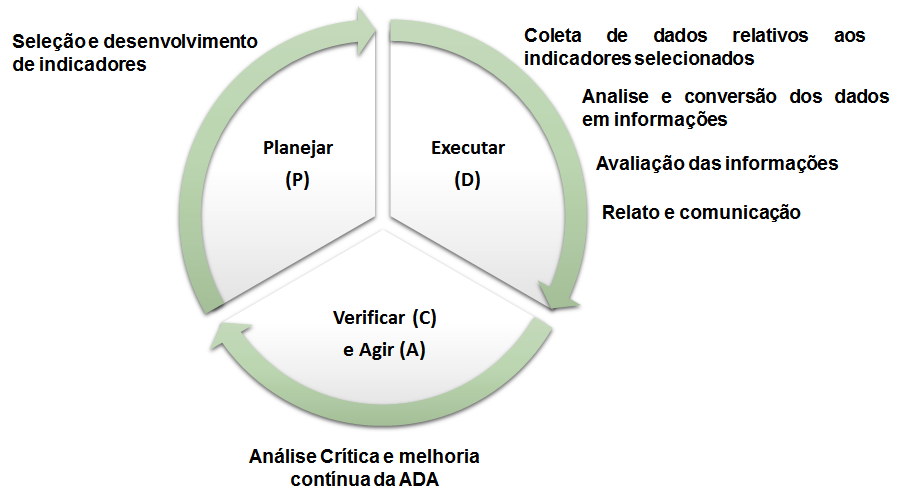 Seleção e desenvolvimento
de indicadores
Planejar
(P)
Executar
(D)
Coleta de dados relativos aos
indicadores selecionados
Analise e conversão dos dados
em informações
Avaliação das informações
Relato e comunicação
Verificar (C)
e Agir (A)
Análise Crítica e melhoria
contínua da ADA